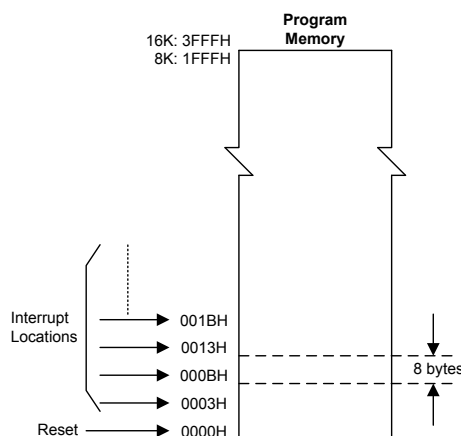 Program
Memory
16K: 3FFFH
8K: 1FFFH
Interrupt
Locations
001BH
0013H
000BH
0003H
8 bytes
Reset
0000H